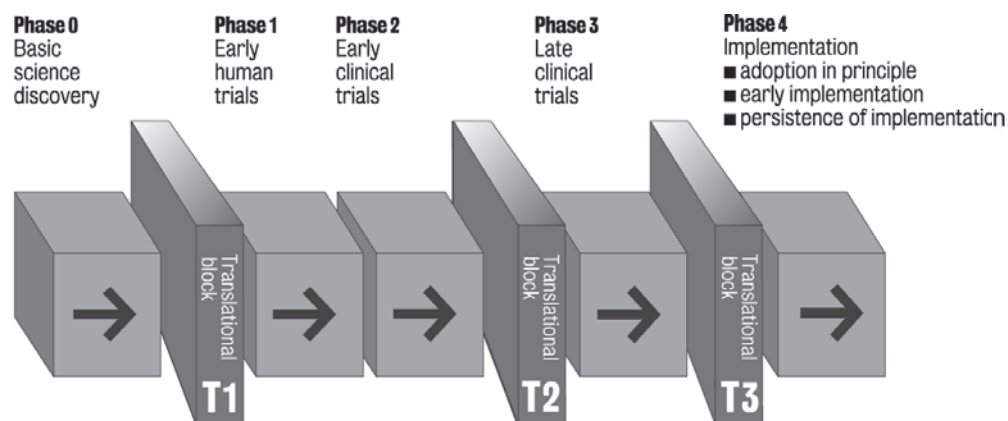 Phase 0
Basic
science
discovery
Phase 1
Early
human
trials
Phase 2
Early
clinical
trials
Phase 3
Late
clinical
trials
Phase 4
Implementation
■ adoption in principle
■ early implementation
■ persistence of implementation
Translational
block
T1
Translational
block
T2
Translational
block
T3